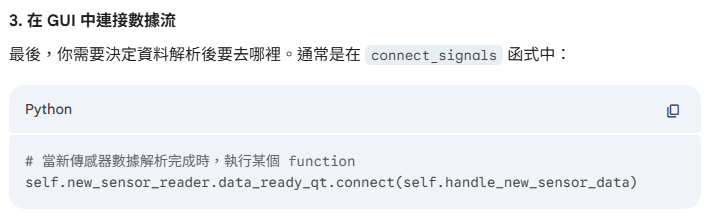 3. 在 GUI 中連接數據流
最後，你需要決定資料解析後要去哪裡。通常是在 connect_signals 函式中：
Python
# 當新傳感器數據解析完成時，執行某個 function
self.new_sensor_reader.data_ready_qt.connect(self.handle_new_sensor_data)